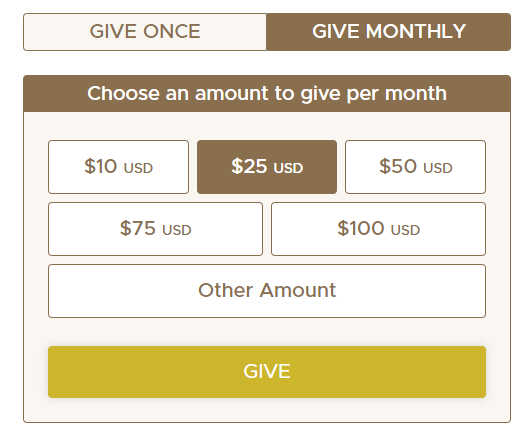 GIVE ONCE GIVE MONTHLY
Choose an amount to give per month
$10 USD $25 USD $50 USD
$75 USD $100 USD
Other Amount
GIVE